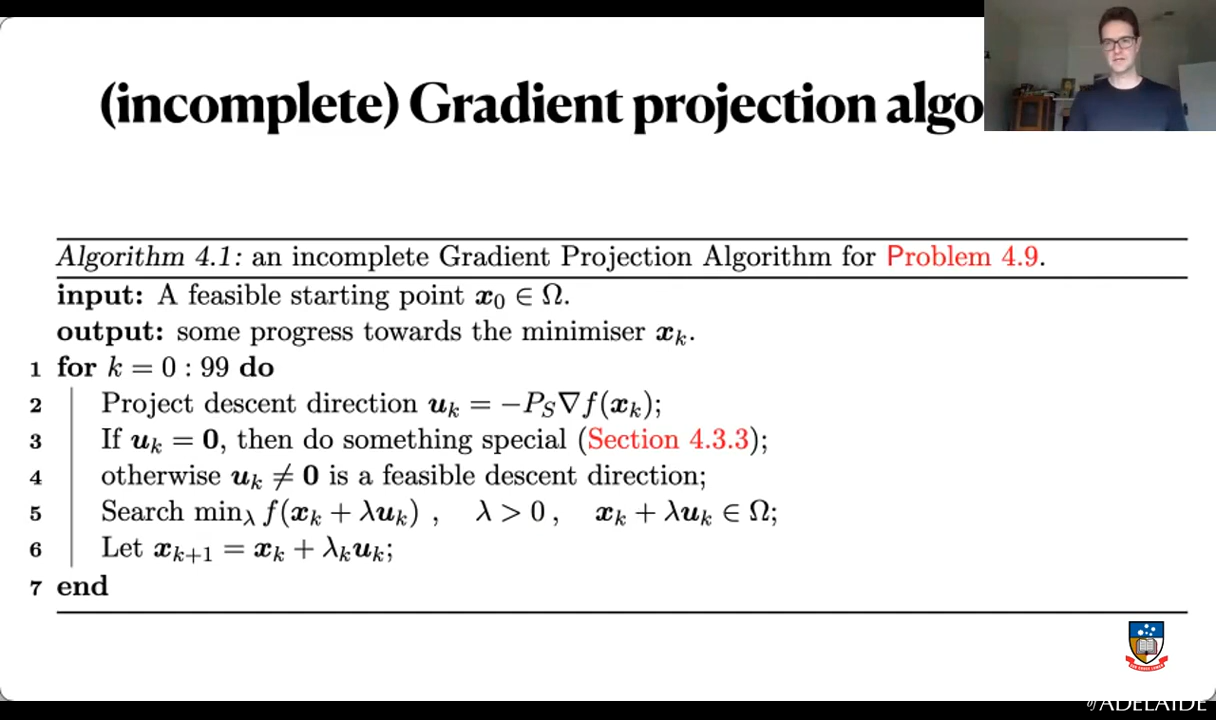 (incomplete) Gradient projection algo
Algorithm 4.1: an incomplete Gradient Projection Algorithm for Problem 4.9.
input: A feasible starting point 𝒙₀ ∈ Ω.
output: some progress towards the minimiser 𝒙ₖ.
1 for k = 0 : 99 do
2 Project descent direction 𝒖ₖ = −P_S∇f(𝒙ₖ);
3 If 𝒖ₖ = 𝟎, then do something special (Section 4.3.3);
4 otherwise 𝒖ₖ ≠ 𝟎 is a feasible descent direction;
5 Search min_λ f(𝒙ₖ + λ𝒖ₖ) , λ > 0 , 𝒙ₖ + λ𝒖ₖ ∈ Ω;
6 Let 𝒙ₖ₊₁ = 𝒙ₖ + λₖ𝒖ₖ;
7 end
of ADELAIDE